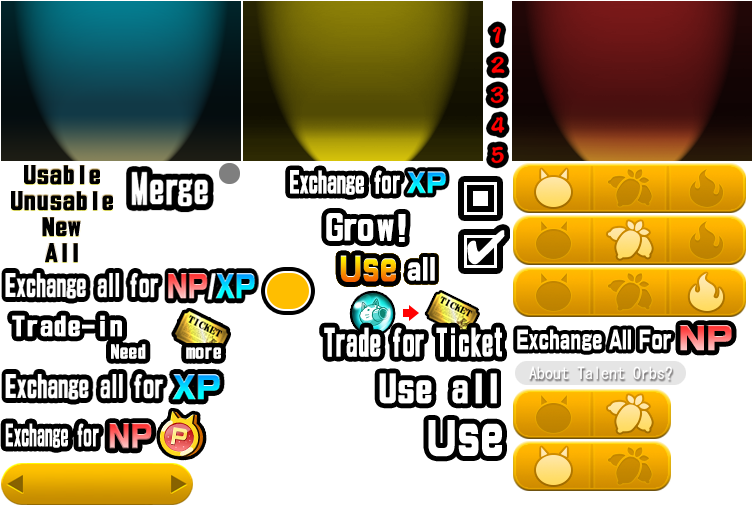 1
2
3
4
5
Usable
Unusable
New
All
Merge
Exchange for XP
Grow!
Use all
Exchange all for NP/XP
Trade-in
Need more
TICKET
TICKET
Trade for Ticket
Exchange All For NP
About Talent Orbs?
Exchange all for XP
Use all
Exchange for NP
P
Use